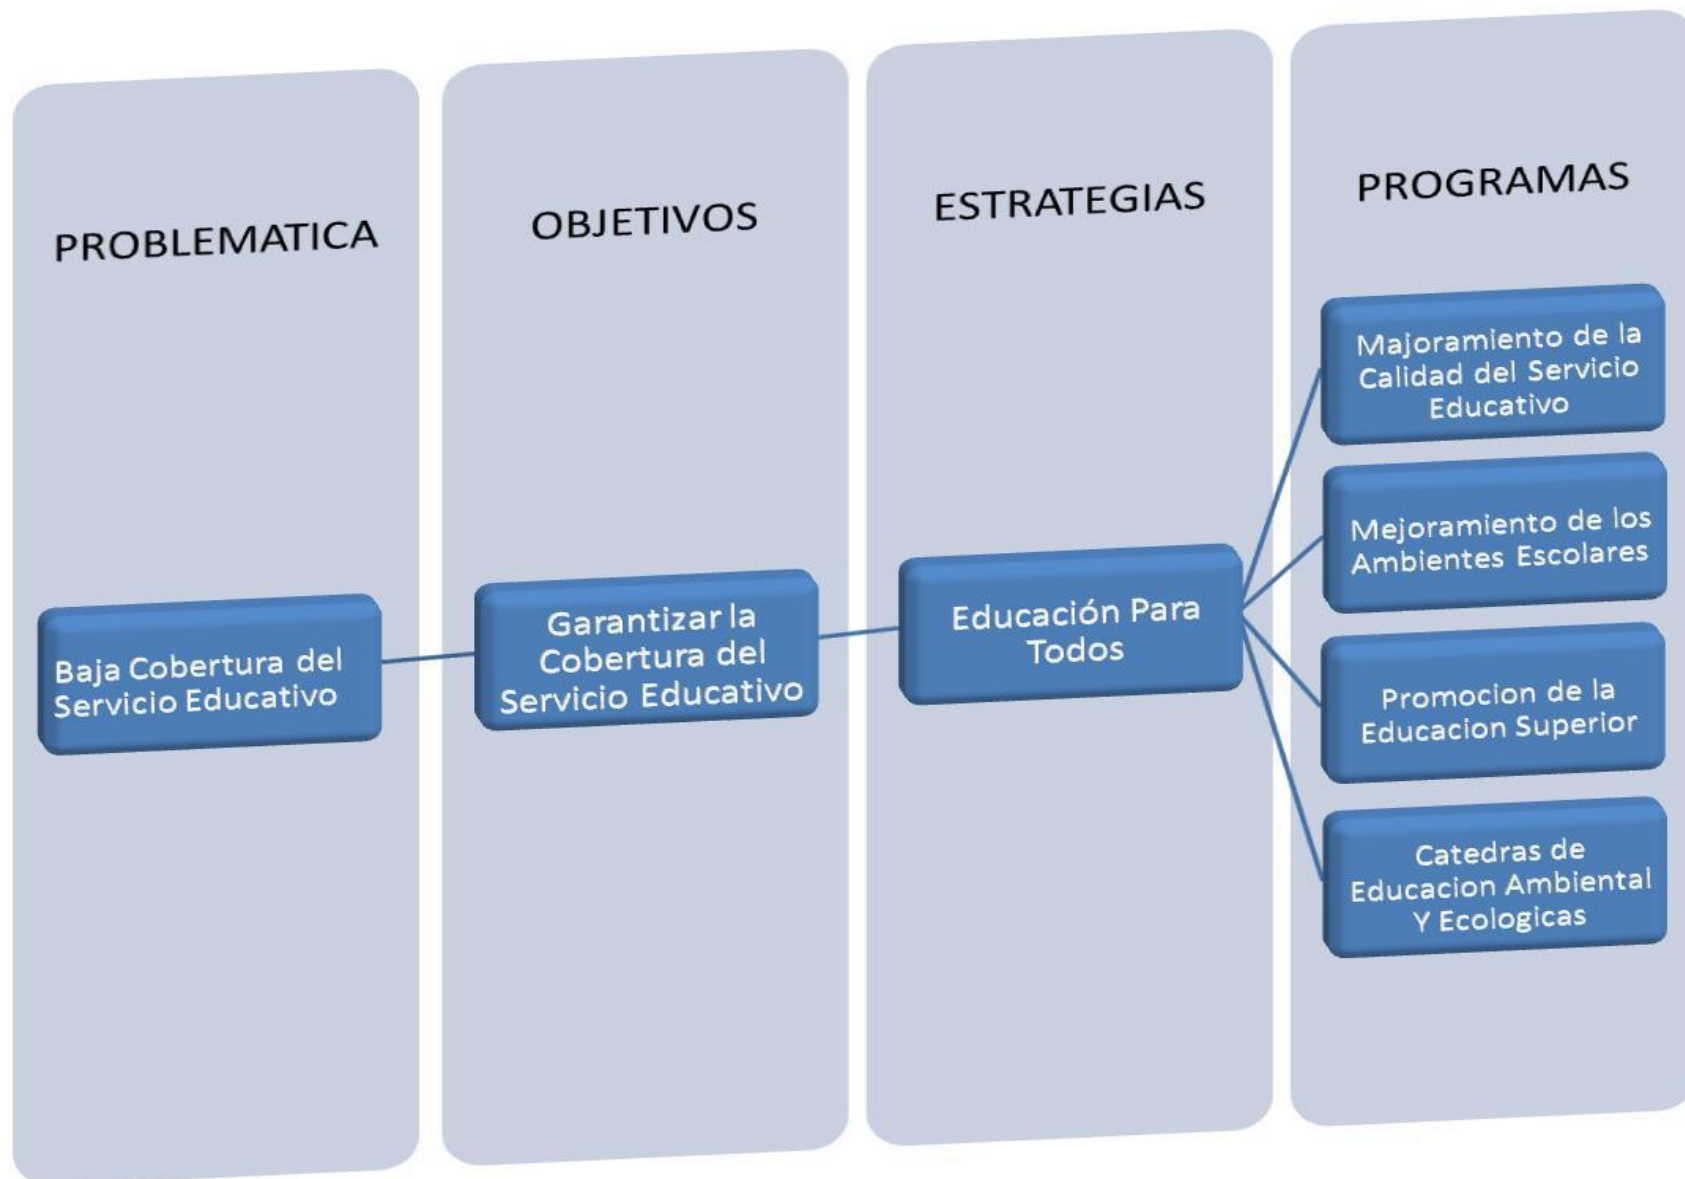 PROBLEMATICA
OBJETIVOS
ESTRATEGIAS
PROGRAMAS
Baja Cobertura del
Servicio Educativo
Garantizar la
Cobertura del
Servicio Educativo
Educación Para
Todos
Majoramiento de la
Calidad del Servicio
Educativo
Mejoramiento de los
Ambientes Escolares
Promocion de la
Educacion Superior
Catedras de
Educacion Ambiental
Y Ecologicas